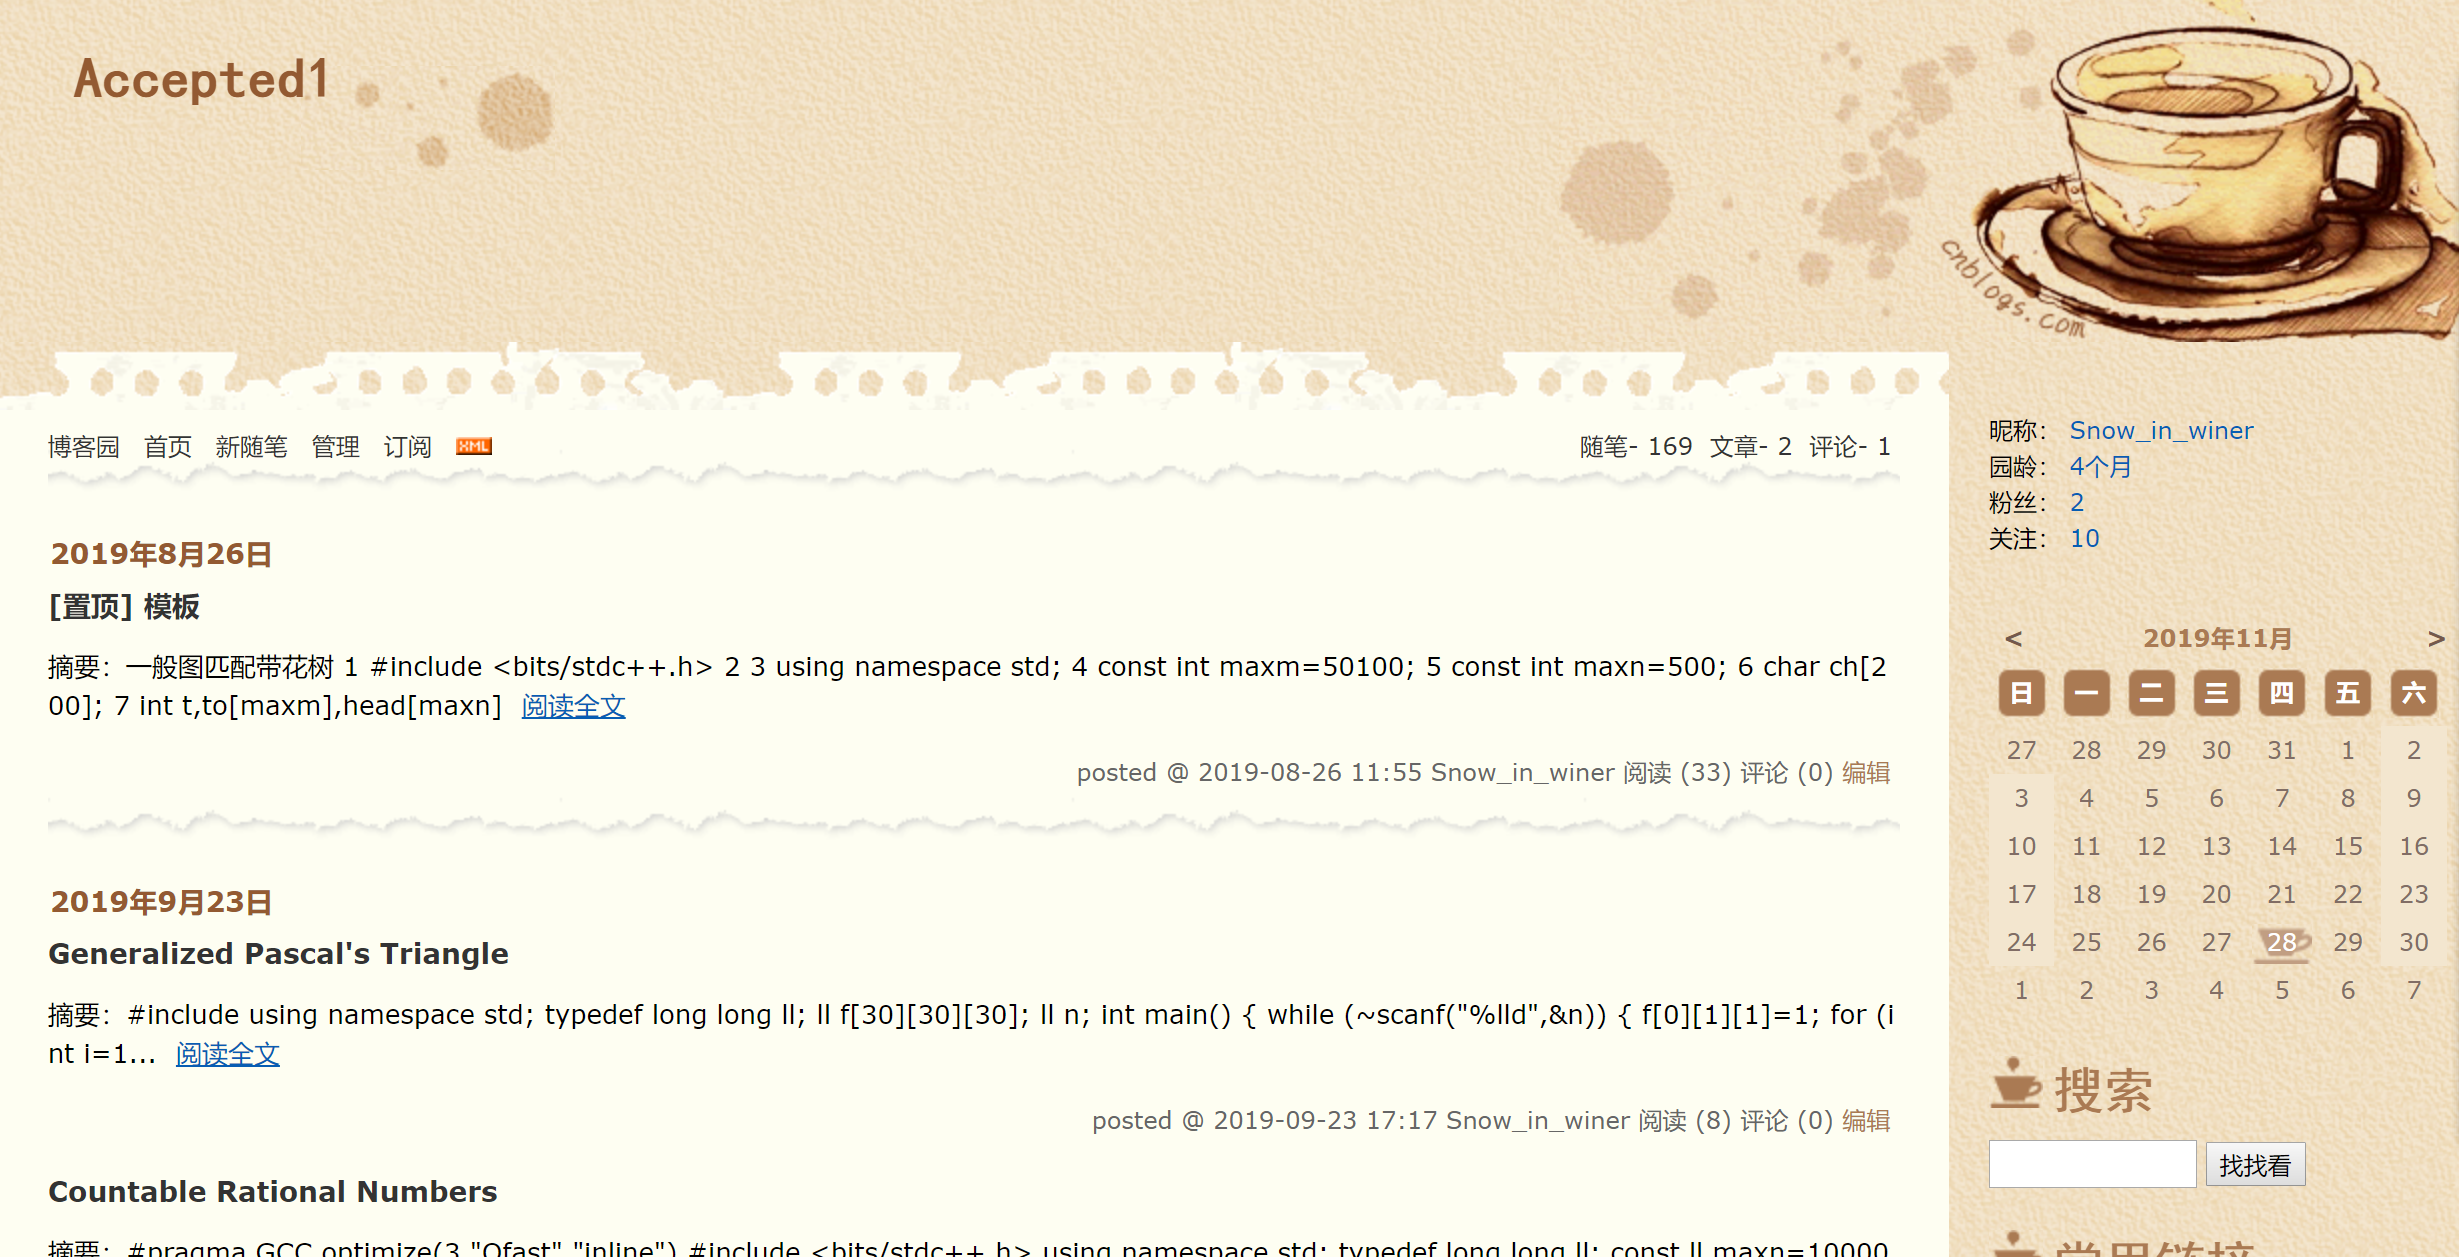 Accepted1
cnblogs.com
博客园 首页 新随笔 管理 订阅 XML
随笔- 169 文章- 2 评论- 1
2019年8月26日
[置顶] 模板
摘要：一般图匹配带花树 1 #include <bits/stdc++.h> 2 3 using namespace std; 4 const int maxm=50100; 5 const int maxn=500; 6 char ch[2
00]; 7 int t,to[maxm],head[maxn] 阅读全文
posted @ 2019-08-26 11:55 Snow_in_winer 阅读 (33) 评论 (0) 编辑
2019年9月23日
Generalized Pascal's Triangle
摘要：#include using namespace std; typedef long long ll; ll f[30][30][30]; ll n; int main() { while (~scanf("%lld",&n)) { f[0][1][1]=1; for (i
nt i=1... 阅读全文
posted @ 2019-09-23 17:17 Snow_in_winer 阅读 (8) 评论 (0) 编辑
Countable Rational Numbers
摘要：#pragma GCC optimize(3,"Ofast","inline") #include <bits/stdc++.h> using namespace std; typedef long long ll; const ll maxn=10000
昵称： Snow_in_winer
园龄： 4个月
粉丝： 2
关注： 10
< 2019年11月 >
日 一 二 三 四 五 六
27 28 29 30 31 1 2
3 4 5 6 7 8 9
10 11 12 13 14 15 16
17 18 19 20 21 22 23
24 25 26 27 28 29 30
1 2 3 4 5 6 7
搜索
找找看
常用链接